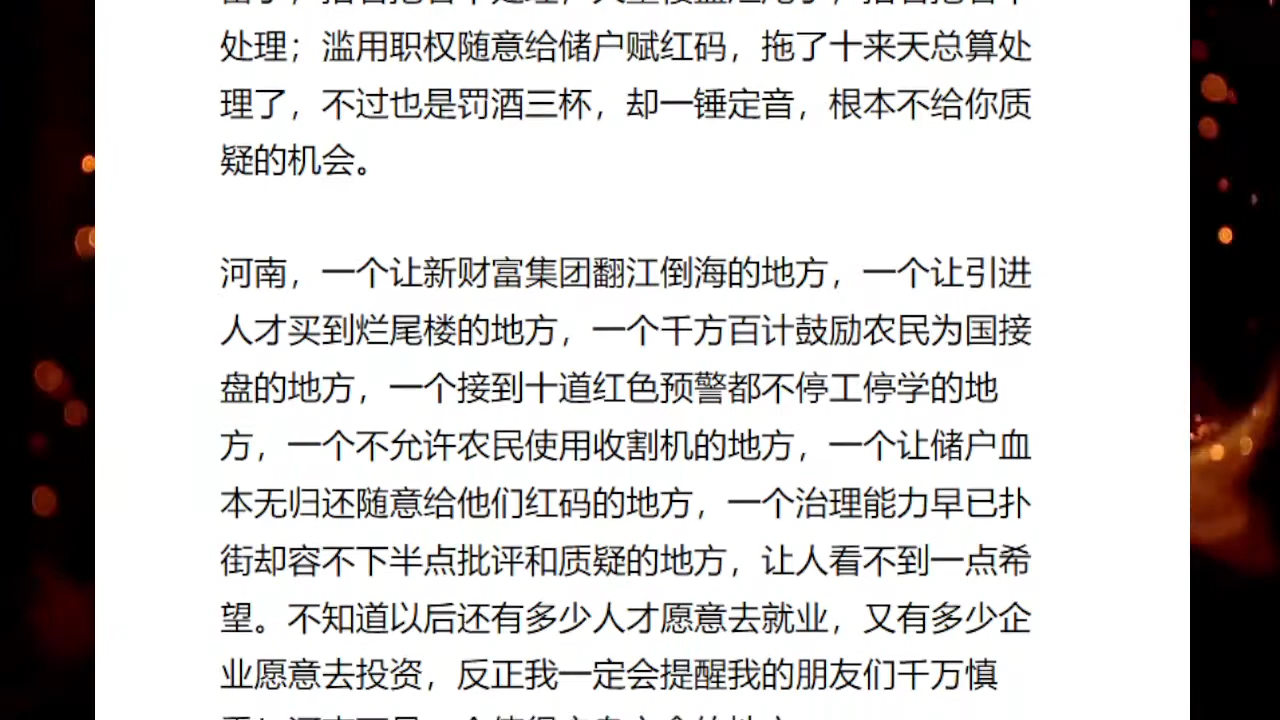 处理；滥用职权随意给储户赋红码，拖了十来天总算处
理了，不过也是罚酒三杯，却一锤定音，根本不给你质
疑的机会。
河南，一个让新财富集团翻江倒海的地方，一个让引进
人才买到烂尾楼的地方，一个千方百计鼓励农民为国接
盘的地方，一个接到十道红色预警都不停工停学的地
方，一个不允许农民使用收割机的地方，一个让储户血
本无归还随意给他们红码的地方，一个治理能力早已扑
街却容不下半点批评和质疑的地方，让人看不到一点希
望。不知道以后还有多少人才愿意去就业，又有多少企
业愿意去投资，反正我一定会提醒我的朋友们千万慎